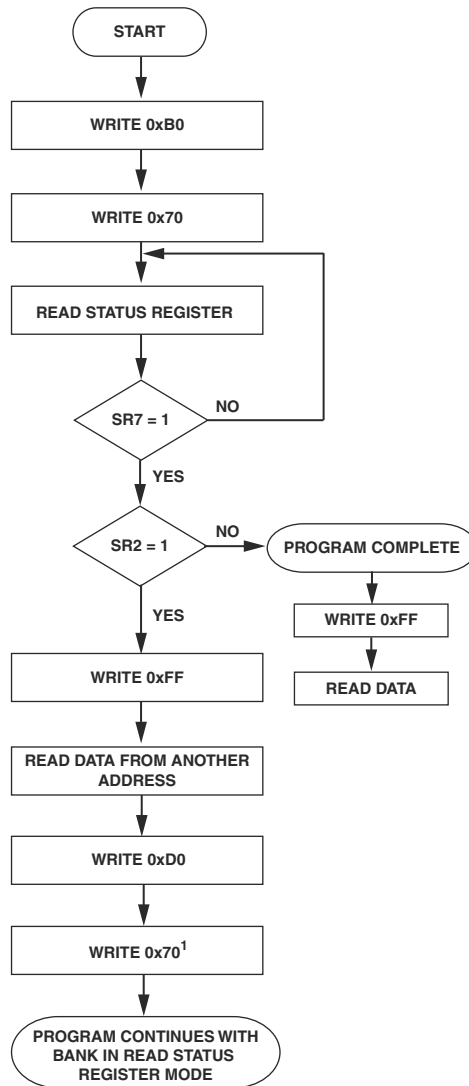 START
WRITE 0xB0
WRITE 0x70
READ STATUS REGISTER
SR7 = 1
NO
YES
SR2 = 1
NO
PROGRAM COMPLETE
YES
WRITE 0xFF
READ DATA
WRITE 0xFF
READ DATA FROM ANOTHER
ADDRESS
WRITE 0xD0
WRITE 0x70¹
PROGRAM CONTINUES WITH
BANK IN READ STATUS
REGISTER MODE